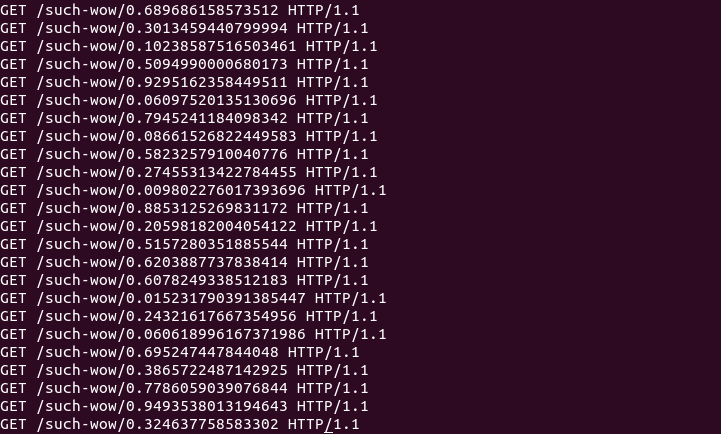 GET /such-wow/0.689686158573512 HTTP/1.1
GET /such-wow/0.3013459440799994 HTTP/1.1
GET /such-wow/0.10238587516503461 HTTP/1.1
GET /such-wow/0.5094990000680173 HTTP/1.1
GET /such-wow/0.9295162358449511 HTTP/1.1
GET /such-wow/0.06097520135130696 HTTP/1.1
GET /such-wow/0.7945241184098342 HTTP/1.1
GET /such-wow/0.08661526822449583 HTTP/1.1
GET /such-wow/0.5823257910040776 HTTP/1.1
GET /such-wow/0.27455313422784455 HTTP/1.1
GET /such-wow/0.009802276017393696 HTTP/1.1
GET /such-wow/0.8853125269831172 HTTP/1.1
GET /such-wow/0.20598182004054122 HTTP/1.1
GET /such-wow/0.5157280351885544 HTTP/1.1
GET /such-wow/0.6203887737838414 HTTP/1.1
GET /such-wow/0.6078249338512183 HTTP/1.1
GET /such-wow/0.015231790391385447 HTTP/1.1
GET /such-wow/0.24321617667354956 HTTP/1.1
GET /such-wow/0.060618996167371986 HTTP/1.1
GET /such-wow/0.695247447844048 HTTP/1.1
GET /such-wow/0.3865722487142925 HTTP/1.1
GET /such-wow/0.7786059039076844 HTTP/1.1
GET /such-wow/0.9493538013194643 HTTP/1.1
GET /such-wow/0.324637758583302 HTTP/1.1